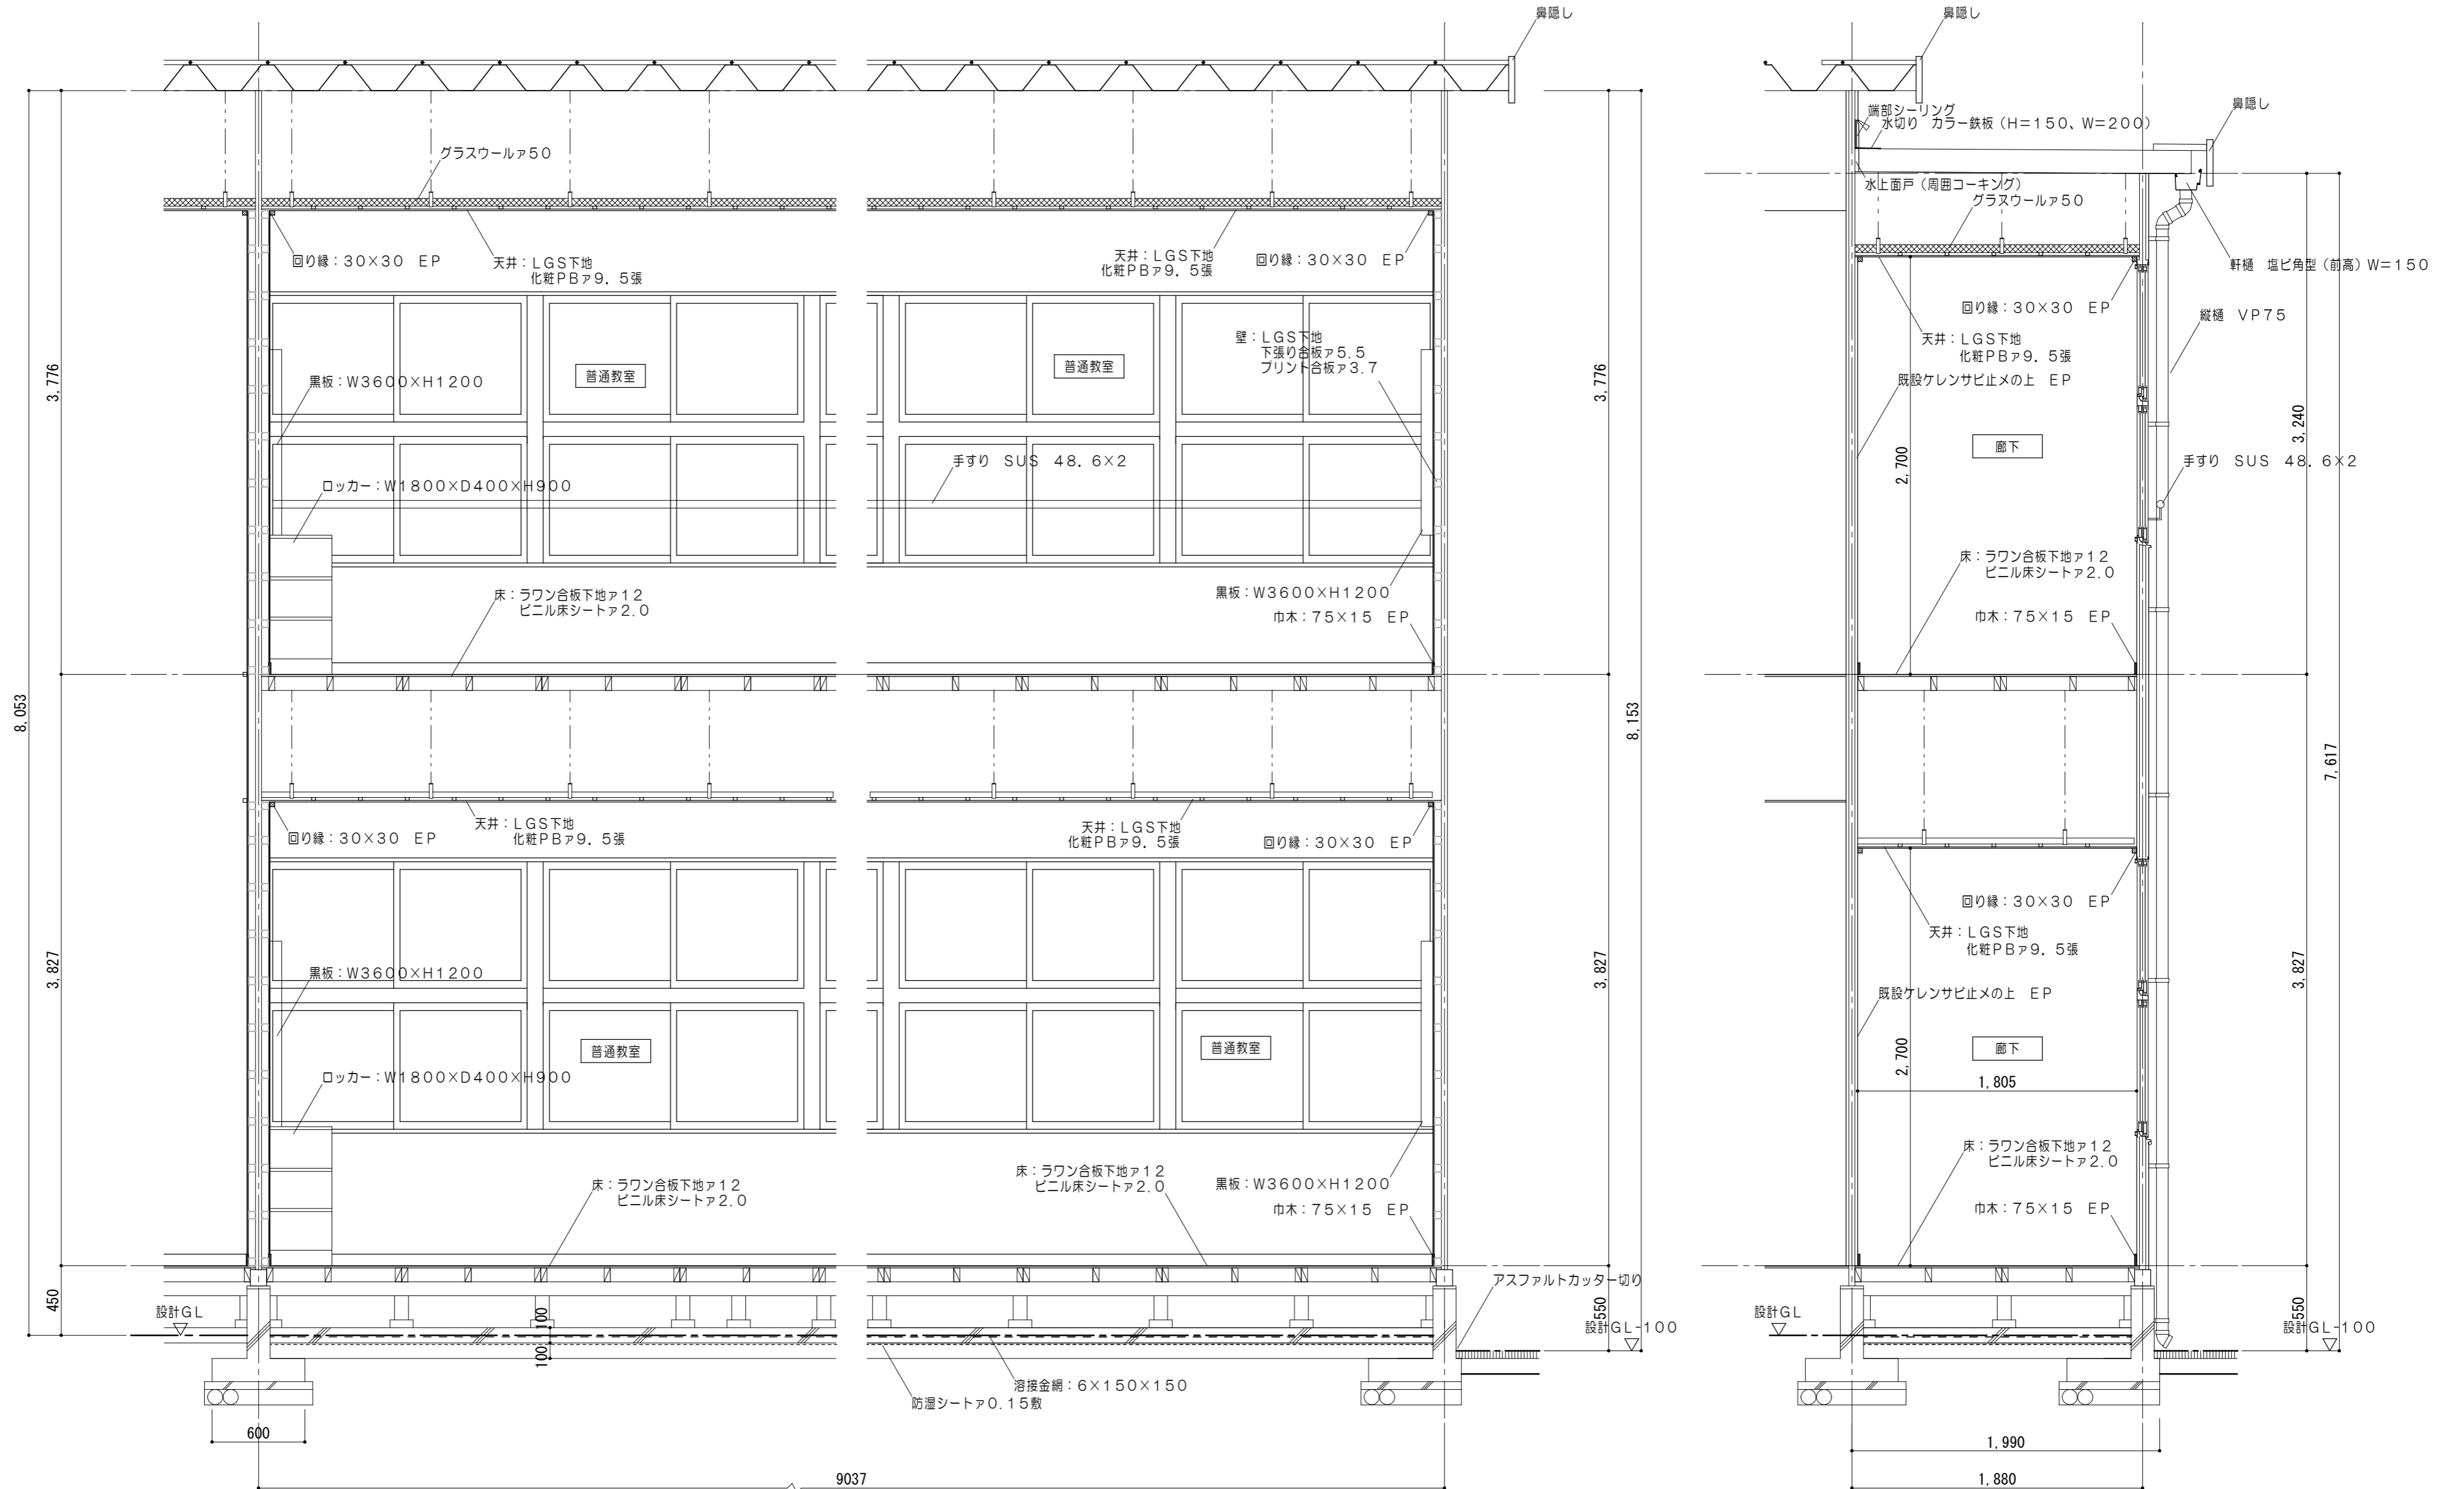 鼻隠し
グラスウールァ50
回り縁：30×30　EP
天井：LGS下地
化粧PBァ9．5張
天井：LGS下地
化粧PBァ9．5張
回り縁：30×30　EP
壁：LGS下地
下張り合板ァ5.5
プリント合板ァ3.7
黒板：W3600×H1200
普通教室
普通教室
手すり　SUS　48．6×2
ロッカー：W1800×D400×H900
床：ラワン合板下地ァ12
ビニル床シートァ2.0
黒板：W3600×H1200
巾木：75×15　EP
3,776
8,053
3,827
450
3,776
8,153
3,827
550
回り縁：30×30　EP
天井：LGS下地
化粧PBァ9．5張
天井：LGS下地
化粧PBァ9．5張
回り縁：30×30　EP
黒板：W3600×H1200
普通教室
普通教室
ロッカー：W1800×D400×H900
床：ラワン合板下地ァ12
ビニル床シートァ2.0
床：ラワン合板下地ァ12
ビニル床シートァ2.0
黒板：W3600×H1200
巾木：75×15　EP
アスファルトカッター切り
設計GL
設計GL-100
100
100
溶接金網：6×150×150
防湿シートァ0.15敷
600
9037
鼻隠し
端部シーリング
水切り　カラー鉄板（H＝150、W＝200）
鼻隠し
水上面戸（周囲コーキング）
グラスウールァ50
軒樋　塩ビ角型（前高）W＝150
回り縁：30×30　EP
縦樋　VP75
天井：LGS下地
化粧PBァ9．5張
既設ケレンサビ止メの上　EP
廊下
2,700
手すり　SUS　48．6×2
床：ラワン合板下地ァ12
ビニル床シートァ2.0
巾木：75×15　EP
3,240
7,617
3,827
550
回り縁：30×30　EP
天井：LGS下地
化粧PBァ9．5張
既設ケレンサビ止メの上　EP
廊下
2,700
1,805
床：ラワン合板下地ァ12
ビニル床シートァ2.0
巾木：75×15　EP
設計GL
設計GL-100
1,990
1,880